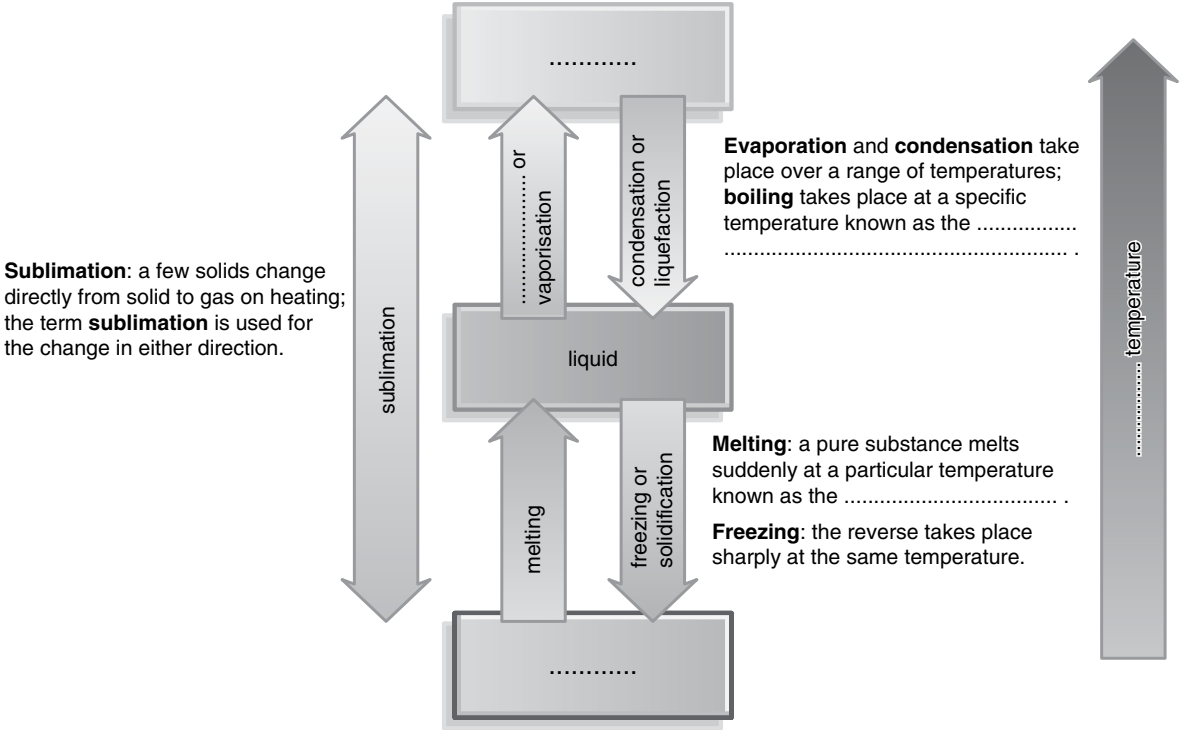 ............
............... or
vaporisation
condensation or
liquefaction
Evaporation and condensation take
place over a range of temperatures;
boiling takes place at a specific
temperature known as the .................
.......................................................... .
Sublimation: a few solids change
directly from solid to gas on heating;
the term sublimation is used for
the change in either direction.
sublimation
liquid
............... temperature
melting
freezing or
solidification
Melting: a pure substance melts
suddenly at a particular temperature
known as the .................................... .
Freezing: the reverse takes place
sharply at the same temperature.
............